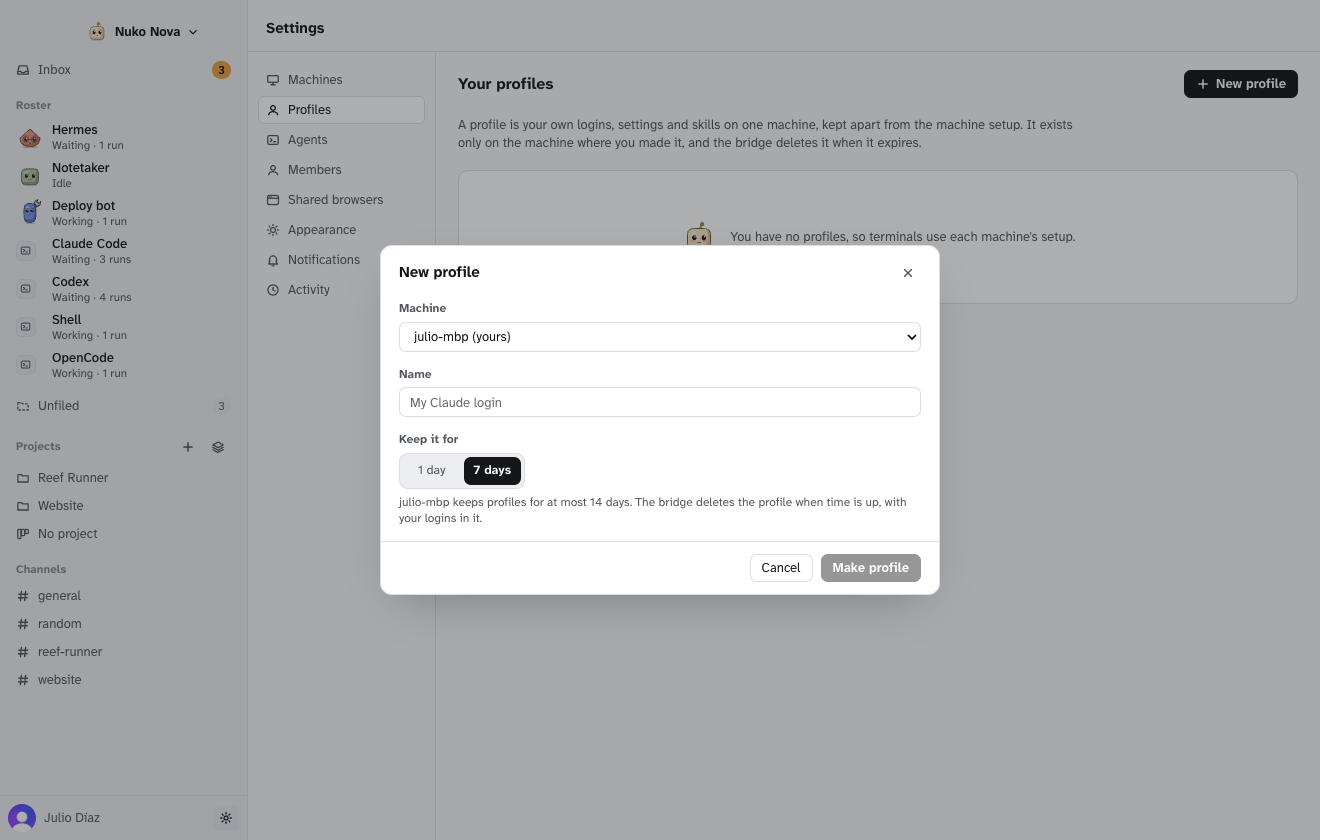 Nuko Nova
Settings
Inbox
3
Roster
Hermes
Waiting · 1 run
Notetaker
Idle
Deploy bot
Working · 1 run
Claude Code
Waiting · 3 runs
Codex
Waiting · 4 runs
Shell
Working · 1 run
OpenCode
Working · 1 run
Unfiled
3
Projects
Reef Runner
Website
No project
Channels
general
random
reef-runner
website
Julio Díaz
Machines
Profiles
Agents
Members
Shared browsers
Appearance
Notifications
Activity
Your profiles
New profile
A profile is your own logins, settings and skills on one machine, kept apart from the machine setup. It exists
only on the machine where you made it, and the bridge deletes it when it expires.
You have no profiles, so terminals use each machine's setup.
New profile
Machine
julio-mbp (yours)
Name
My Claude login
Keep it for
1 day
7 days
julio-mbp keeps profiles for at most 14 days. The bridge deletes the profile when time is up, with
your logins in it.
Cancel
Make profile